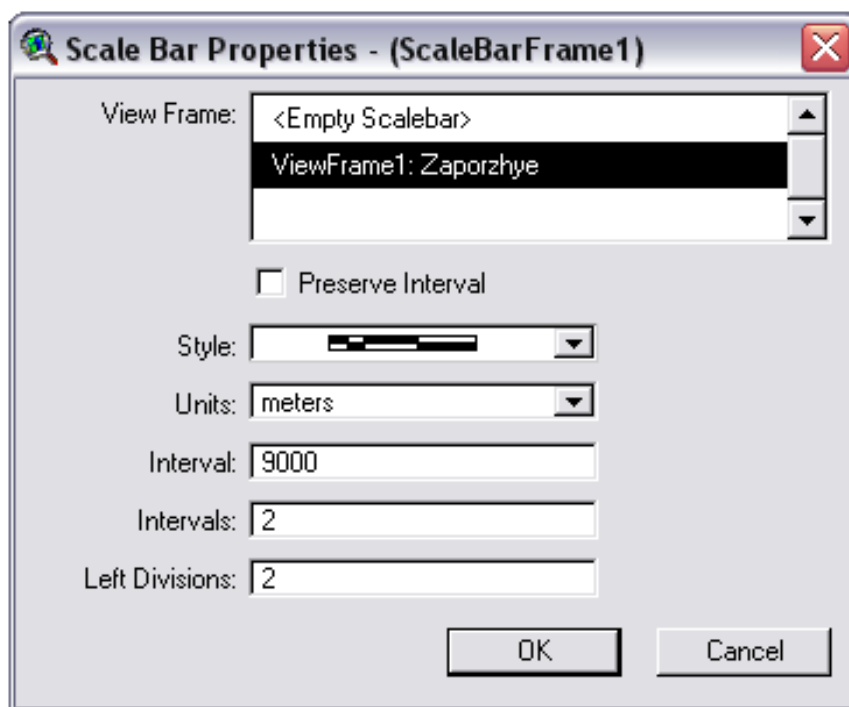 Scale Bar Properties - (ScaleBarFrame1)
View Frame:
<Empty Scalebar>
ViewFrame1: Zaporzhye
Preserve Interval
Style:
Units: meters
Interval: 9000
Intervals: 2
Left Divisions: 2
OK Cancel